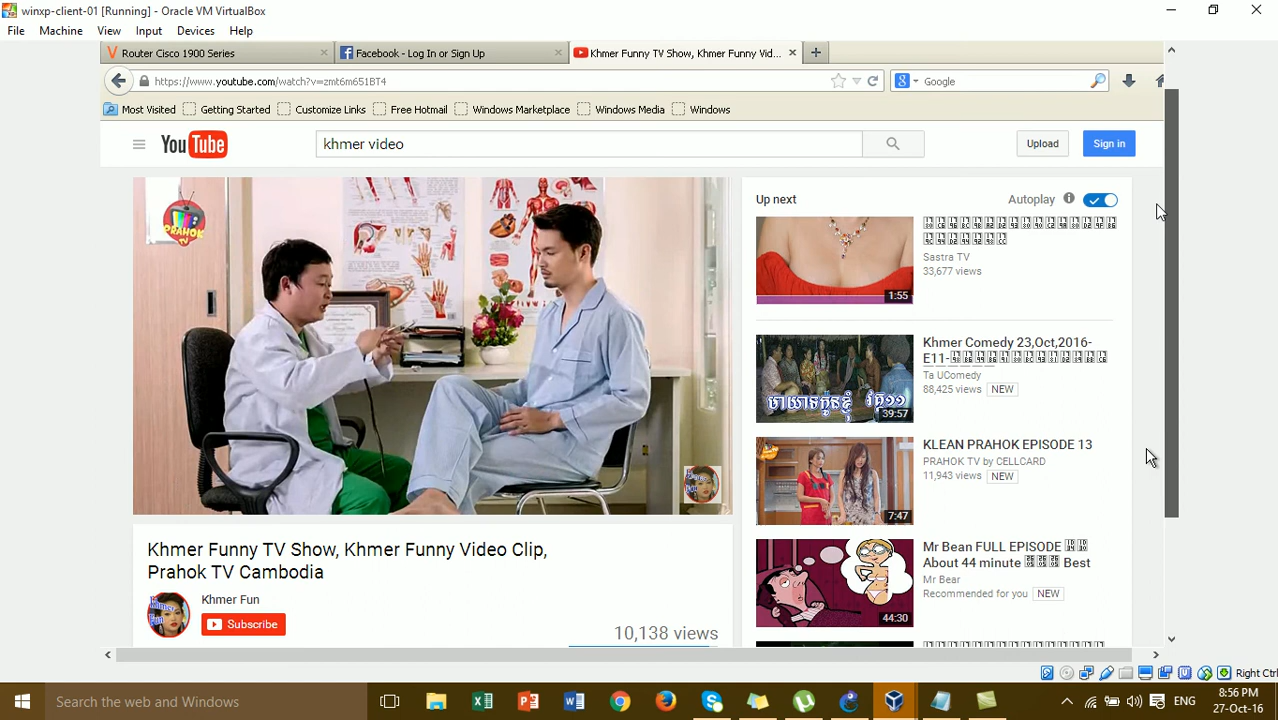 winxp-client-01 [Running] - Oracle VM VirtualBox
File Machine View Input Devices Help
Router Cisco 1900 Series
Facebook - Log In or Sign Up
Khmer Funny TV Show, Khmer Funny Vid...
https://www.youtube.com/watch?v=zmt6m651BT4
Google
Most Visited Getting Started Customize Links Free Hotmail Windows Marketplace Windows Media Windows
YouTube
khmer video
Upload
Sign in
PRAHOK
Up next
Autoplay
Sastra TV
33,677 views
1:55
Khmer Comedy 23,Oct,2016-
E11-
Ta UComedy
88,425 views NEW
39:57
KLEAN PRAHOK EPISODE 13
PRAHOK TV by CELLCARD
11,943 views NEW
7:47
Mr Bean FULL EPISODE
About 44 minute Best
Mr Bear
Recommended for you NEW
44:30
Khmer Funny TV Show, Khmer Funny Video Clip,
Prahok TV Cambodia
Khmer Fun
Subscribe
10,138 views
Right Ctrl
Search the web and Windows
ENG
8:56 PM
27-Oct-16